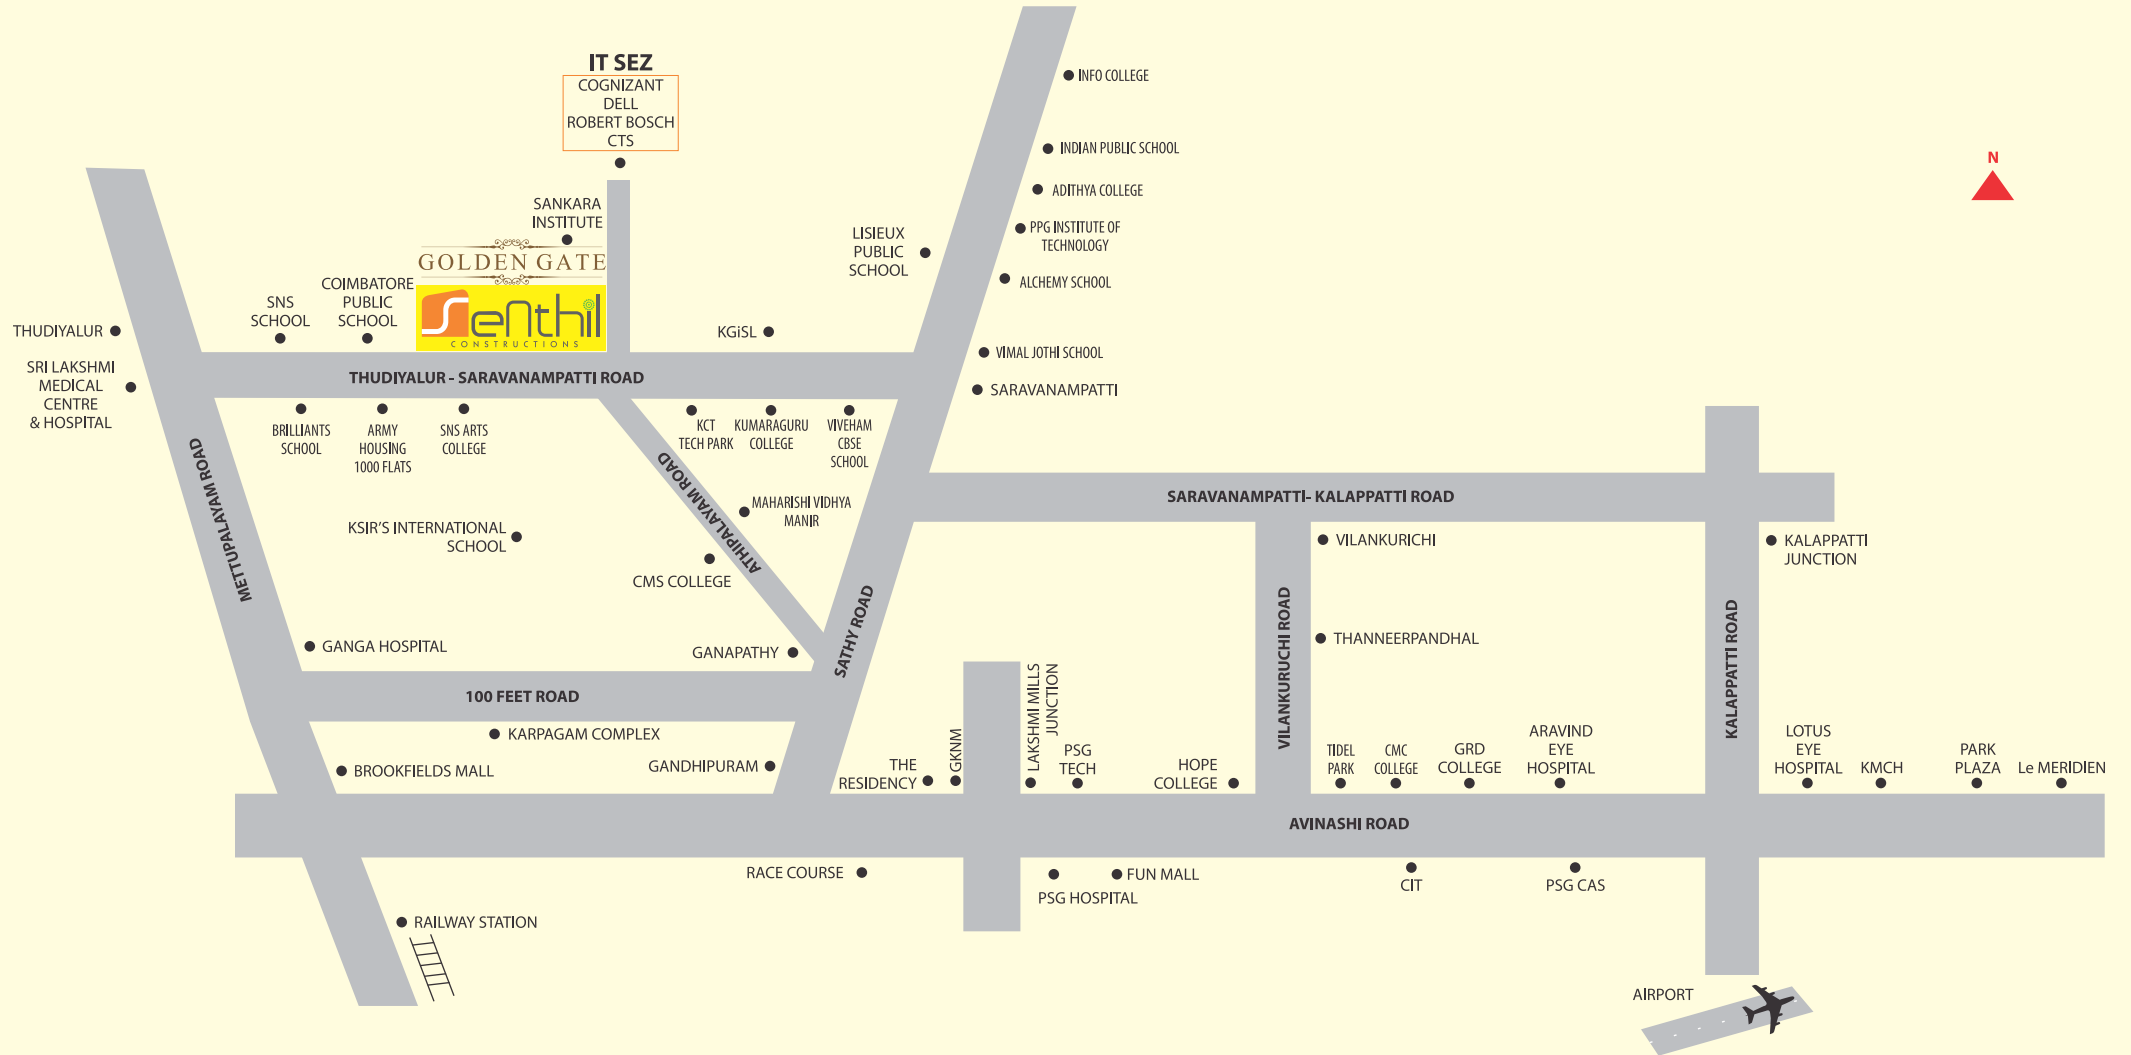 IT SEZ
COGNIZANT
DELL
ROBERT BOSCH
CTS
INFO COLLEGE
INDIAN PUBLIC SCHOOL
N
ADITHYA COLLEGE
SANKARA
INSTITUTE
PPG INSTITUTE OF
TECHNOLOGY
LISIEUX
PUBLIC
SCHOOL
GOLDEN GATE
ALCHEMY SCHOOL
COIMBATORE
PUBLIC
SCHOOL
SNS
SCHOOL
Senthil
CONSTRUCTIONS
THUDIYALUR
KGiSL
VIMAL JOTHI SCHOOL
SRI LAKSHMI
MEDICAL
CENTRE
& HOSPITAL
THUDIYALUR - SARAVANAMPATTI ROAD
SARAVANAMPATTI
BRILLIANTS
SCHOOL
ARMY
HOUSING
1000 FLATS
SNS ARTS
COLLEGE
KCT
TECH PARK
KUMARAGURU
COLLEGE
VIVEHAM
CBSE
SCHOOL
METTUPALAYAM ROAD
ATHIPALAYAM ROAD
MAHARISHI VIDHYA
MANIR
SARAVANAMPATTI- KALAPPATTI ROAD
KSIR'S INTERNATIONAL
SCHOOL
VILANKURICHI
KALAPPATTI
JUNCTION
CMS COLLEGE
SATHY ROAD
VILANKURUCHI ROAD
THANNEERPANDHAL
KALAPPATTI ROAD
GANGA HOSPITAL
GANAPATHY
100 FEET ROAD
KARPAGAM COMPLEX
BROOKFIELDS MALL
GANDHIPURAM
THE
RESIDENCY
GKNM
LAKSHMI MILLS
JUNCTION
PSG
TECH
HOPE
COLLEGE
TIDEL
PARK
CMC
COLLEGE
GRD
COLLEGE
ARAVIND
EYE
HOSPITAL
LOTUS
EYE
HOSPITAL
KMCH
PARK
PLAZA
Le MERIDIEN
AVINASHI ROAD
RACE COURSE
PSG HOSPITAL
FUN MALL
CIT
PSG CAS
RAILWAY STATION
AIRPORT